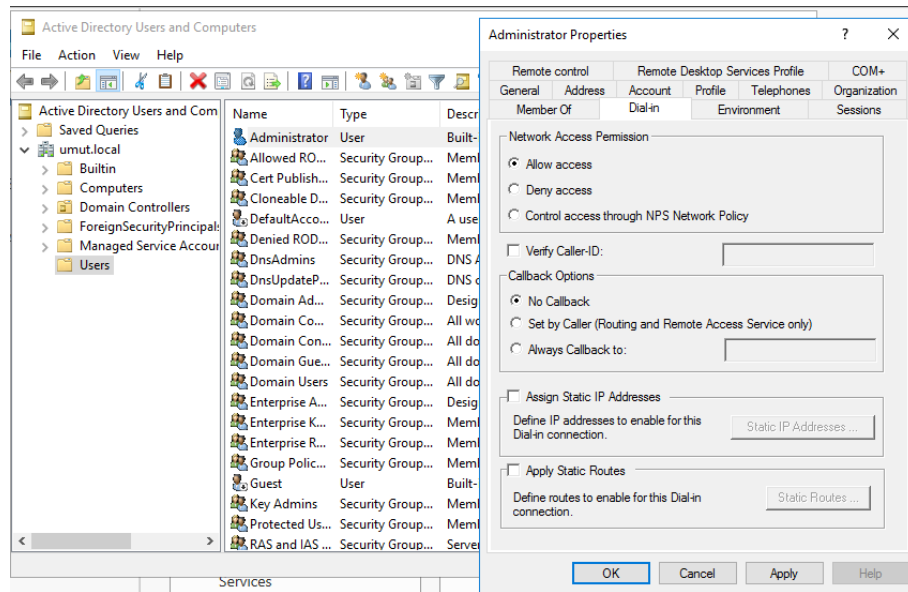 Active Directory Users and Computers
File Action View Help
Active Directory Users and Com
Saved Queries
umut.local
Builtin
Computers
Domain Controllers
ForeignSecurityPrincipal:
Managed Service Accour
Users
Name Type Descr
Administrator User Built-
Allowed RO... Security Group... Meml
Cert Publish... Security Group... Meml
Cloneable D... Security Group... Meml
DefaultAcco... User A use
Denied ROD... Security Group... Meml
DnsAdmins Security Group... DNS A
DnsUpdateP... Security Group... DNS c
Domain Ad... Security Group... Desig
Domain Co... Security Group... All wo
Domain Con... Security Group... All do
Domain Gue... Security Group... All do
Domain Users Security Group... All do
Enterprise A... Security Group... Desig
Enterprise K... Security Group... Meml
Enterprise R... Security Group... Meml
Group Polic... Security Group... Meml
Guest User Built-
Key Admins Security Group... Meml
Protected Us... Security Group... Meml
RAS and IAS ... Security Group... Server
Services
Administrator Properties ?
Remote control Remote Desktop Services Profile COM+
General Address Account Profile Telephones Organization
Member Of Dial-in Environment Sessions
Network Access Permission
Allow access
Deny access
Control access through NPS Network Policy
Verify Caller-ID:
Callback Options
No Callback
Set by Caller (Routing and Remote Access Service only)
Always Callback to:
Assign Static IP Addresses
Define IP addresses to enable for this
Dial-in connection.
Static IP Addresses ...
Apply Static Routes
Define routes to enable for this Dial-in
connection.
Static Routes ...
OK Cancel Apply Help